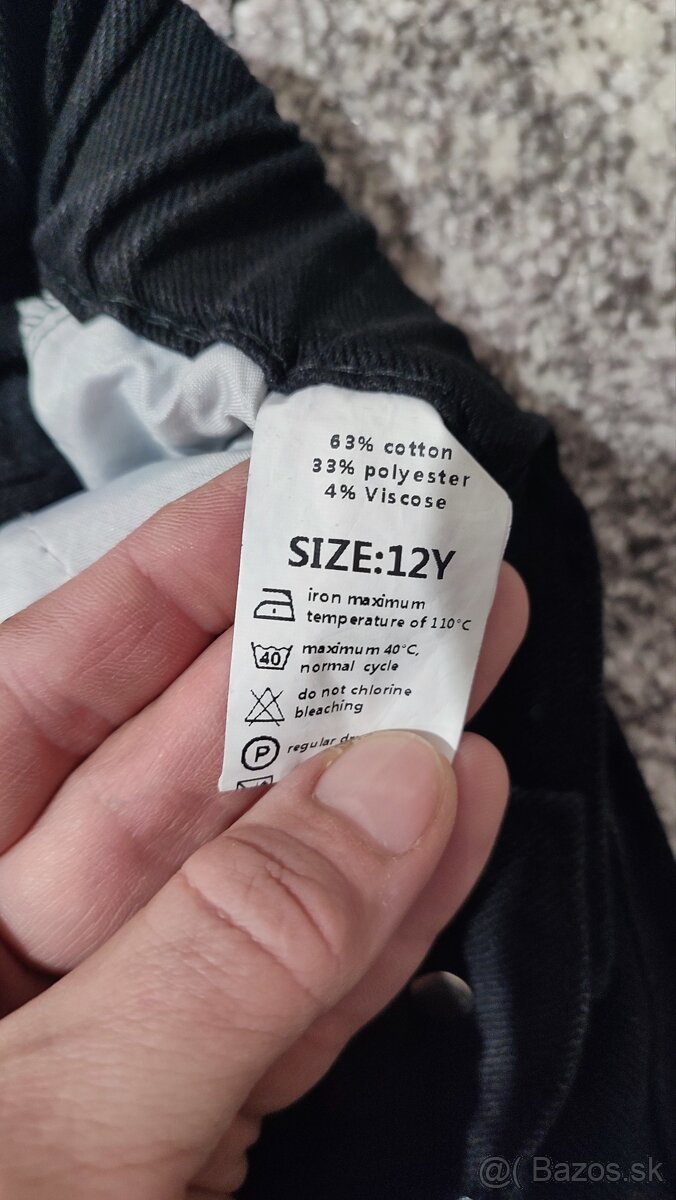 63% cotton
33% polyester
4% Viscose
SIZE:12Y
iron maximum
temperature of 110°C
40
maximum 40°C,
normal cycle
do not chlorine
bleaching
P
regular
@( Bazos.sk